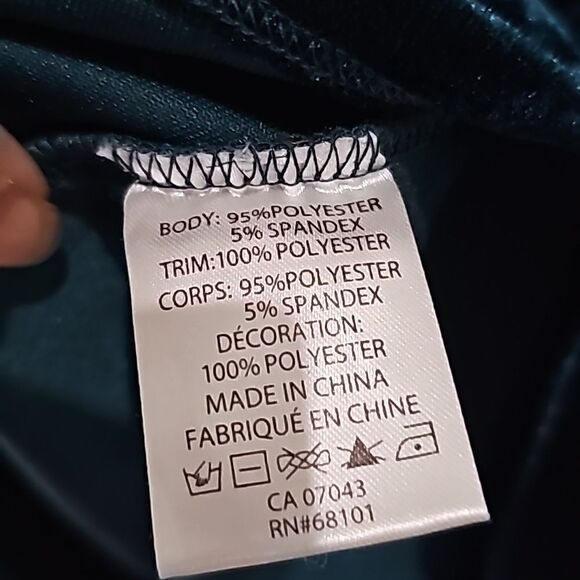 BODY: 95%POLYESTER
5% SPANDEX
TRIM:100% POLYESTER
CORPS: 95%POLYESTER
5% SPANDEX
DÉCORATION:
100% POLYESTER
MADE IN CHINA
FABRIQUÉ EN CHINE
CA 07043
RN#68101